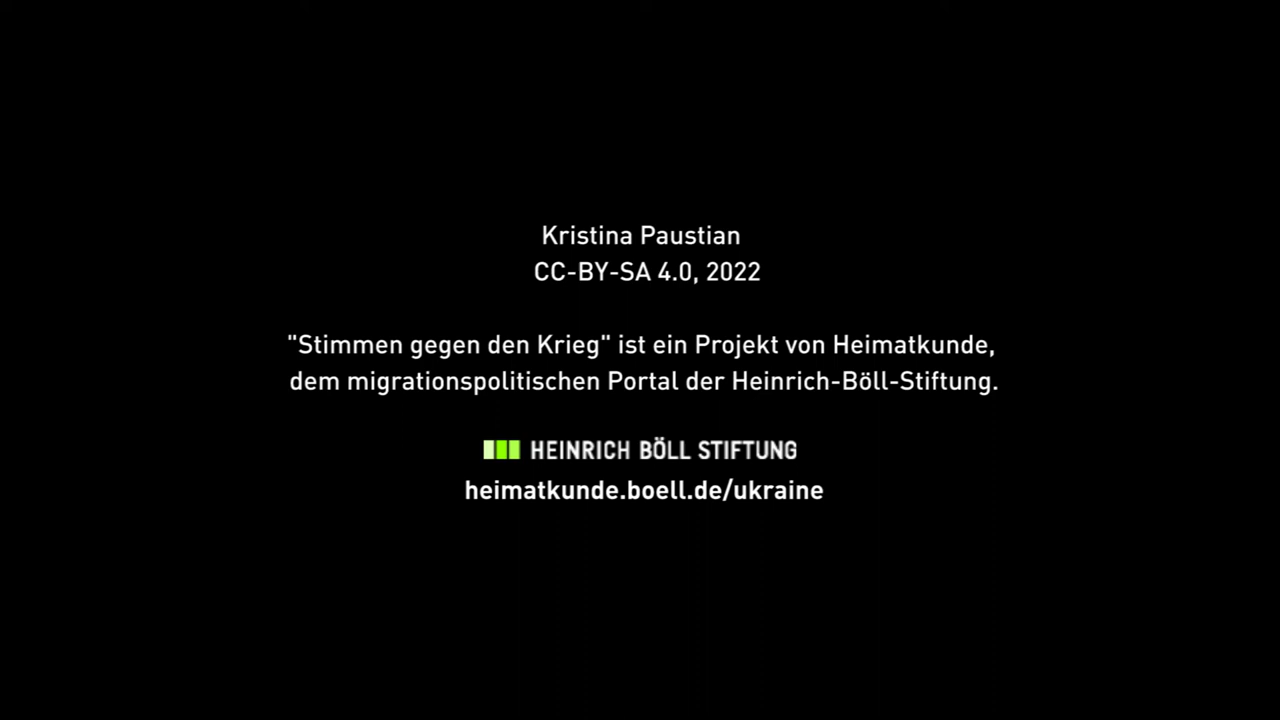 Kristina Paustian
CC-BY-SA 4.0, 2022
"Stimmen gegen den Krieg" ist ein Projekt von Heimatkunde,
dem migrationspolitischen Portal der Heinrich-Böll-Stiftung.
HEINRICH BÖLL STIFTUNG
heimatkunde.boell.de/ukraine